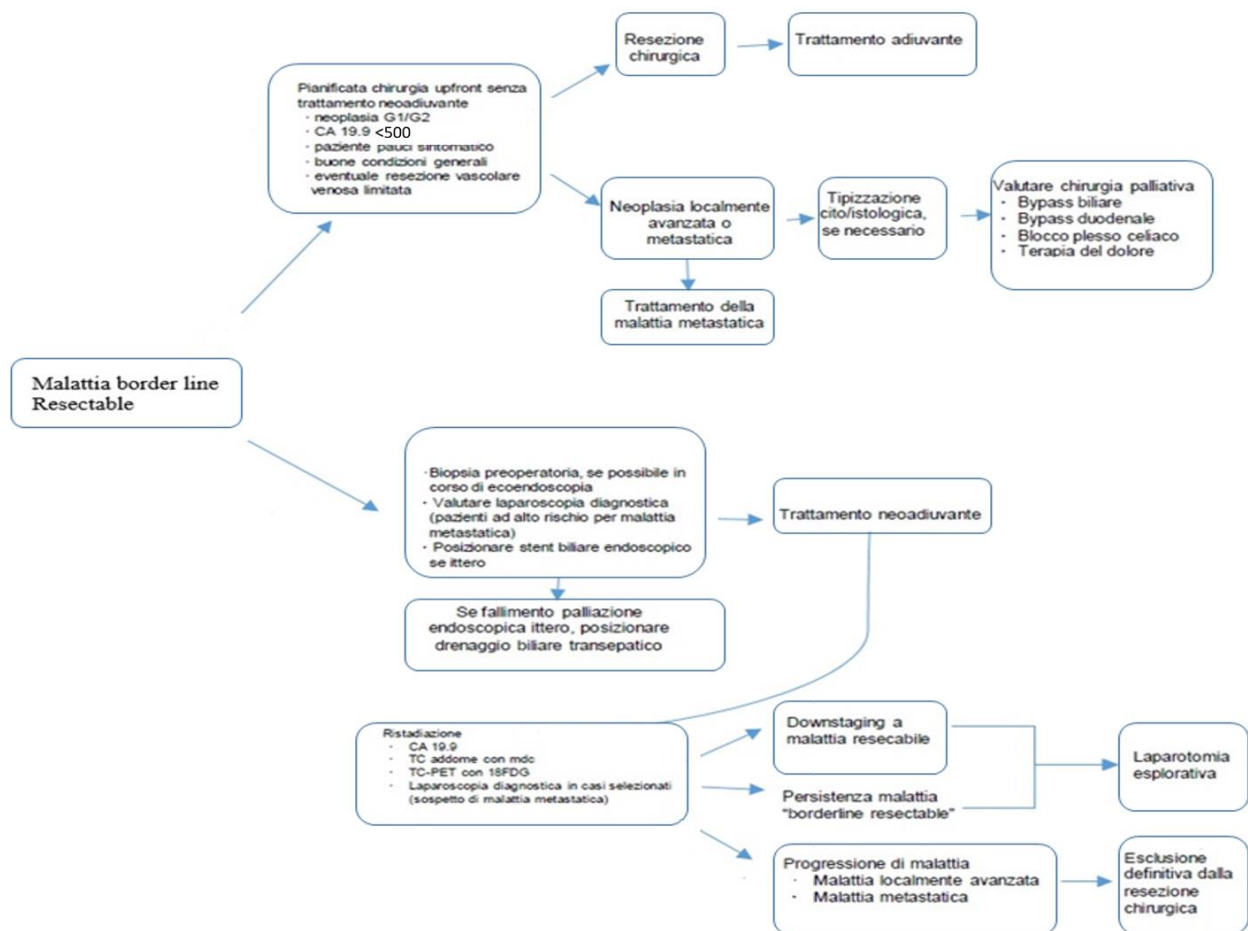 Resezione
chirurgica
Trattamento adiuvante
Pianificata chirurgia upfront senza
trattamento neoadiuvante
· neoplasia G1/G2
· CA 19.9 <500
· paziente pauci sintomatico
· buone condizioni generali
· eventuale resezione vascolare
venosa limitata
Neoplasia localmente
avanzata o
metastatica
Tipizzazione
cito/istologica,
se necessario
Valutare chirurgia palliativa
· Bypass biliare
· Bypass duodenale
· Blocco plesso celiaco
· Terapia del dolore
Trattamento della
malattia metastatica
Malattia border line
Resectable
·Biopsia preoperatoria, se possibile in
corso di ecoendoscopia
· Valutare laparoscopia diagnostica
(pazienti ad alto rischio per malattia
metastatica)
· Posizionare stent biliare endoscopico
se ittero
Trattamento neoadiuvante
Se fallimento palliazione
endoscopica ittero, posizionare
drenaggio biliare transepatico
Ristadiazione
· CA 19.9
· TC addome con mdc
· TC-PET con 18FDG
· Laparoscopia diagnostica in casi selezionati
(sospetto di malattia metastatica)
Downstaging a
malattia resecabile
Persistenza malattia
"borderline resectable"
Laparotomia
esplorativa
Progressione di malattia
· Malattia localmente avanzata
· Malattia metastatica
Esclusione
definitiva dalla
resezione
chirurgica